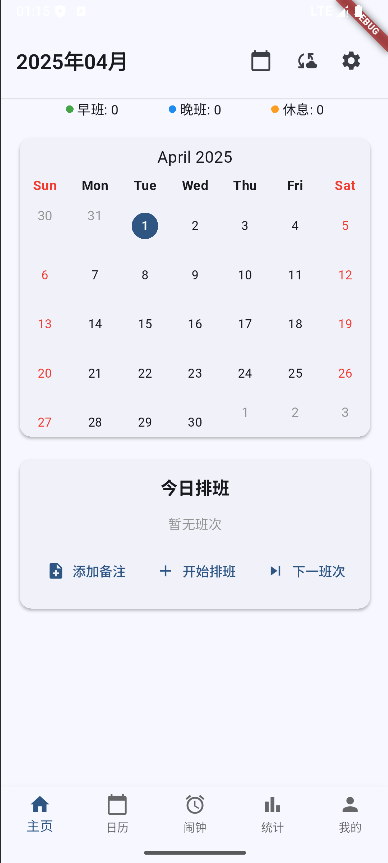 01:15
LTE
DEBUG
2025年04月
早班: 0 晚班: 0 休息: 0
April 2025
Sun Mon Tue Wed Thu Fri Sat
30 31 1 2 3 4 5
6 7 8 9 10 11 12
13 14 15 16 17 18 19
20 21 22 23 24 25 26
27 28 29 30 1 2 3
今日排班
暂无班次
添加备注 开始排班 下一班次
主页 日历 闹钟 统计 我的